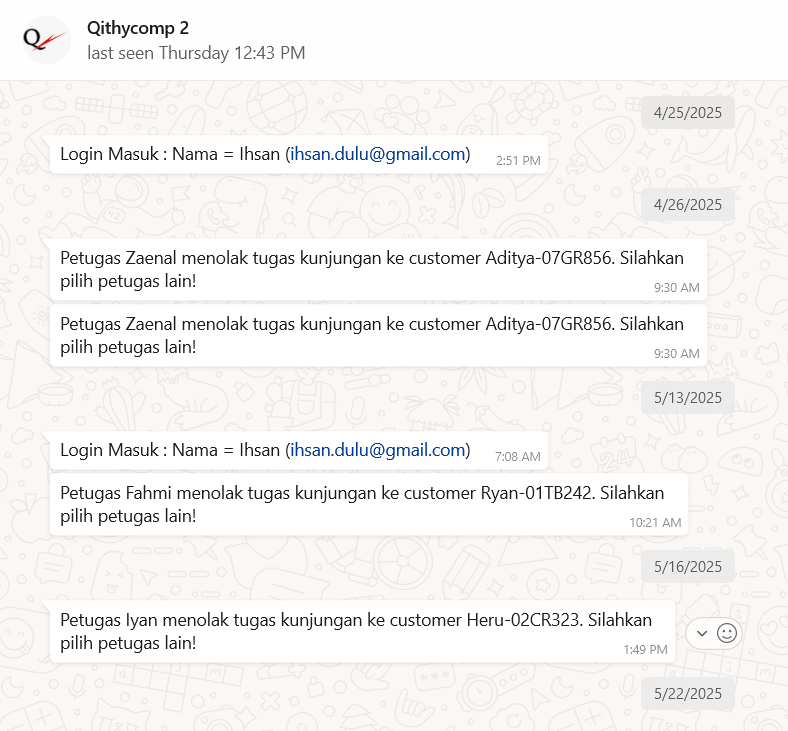 Q
Qithycomp 2
last seen Thursday 12:43 PM
4/25/2025
Login Masuk : Nama = Ihsan (ihsan.dulu@gmail.com)
2:51 PM
4/26/2025
Petugas Zaenal menolak tugas kunjungan ke customer Aditya-07GR856. Silahkan
pilih petugas lain!
9:30 AM
Petugas Zaenal menolak tugas kunjungan ke customer Aditya-07GR856. Silahkan
pilih petugas lain!
9:30 AM
5/13/2025
Login Masuk : Nama = Ihsan (ihsan.dulu@gmail.com)
7:08 AM
Petugas Fahmi menolak tugas kunjungan ke customer Ryan-01TB242. Silahkan
pilih petugas lain!
10:21 AM
5/16/2025
Petugas Iyan menolak tugas kunjungan ke customer Heru-02CR323. Silahkan
pilih petugas lain!
1:49 PM
5/22/2025